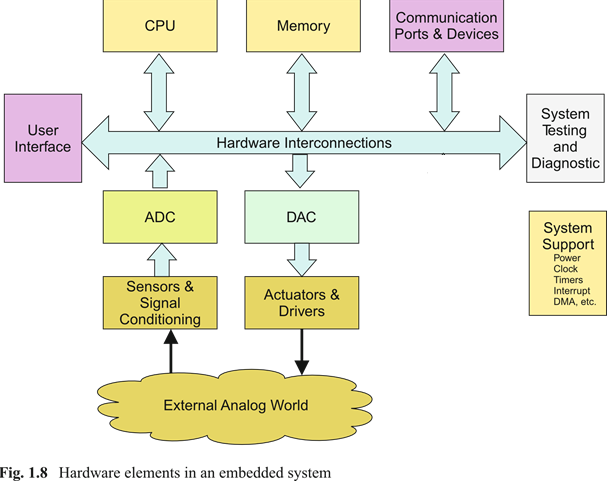 CPU
Memory
Communication
Ports & Devices
User
Interface
Hardware Interconnections
System
Testing
and
Diagnostic
ADC
DAC
System
Support
Power
Clock
Timers
Interrupt
DMA, etc.
Sensors &
Signal
Conditioning
Actuators &
Drivers
External Analog World
Fig. 1.8 Hardware elements in an embedded system